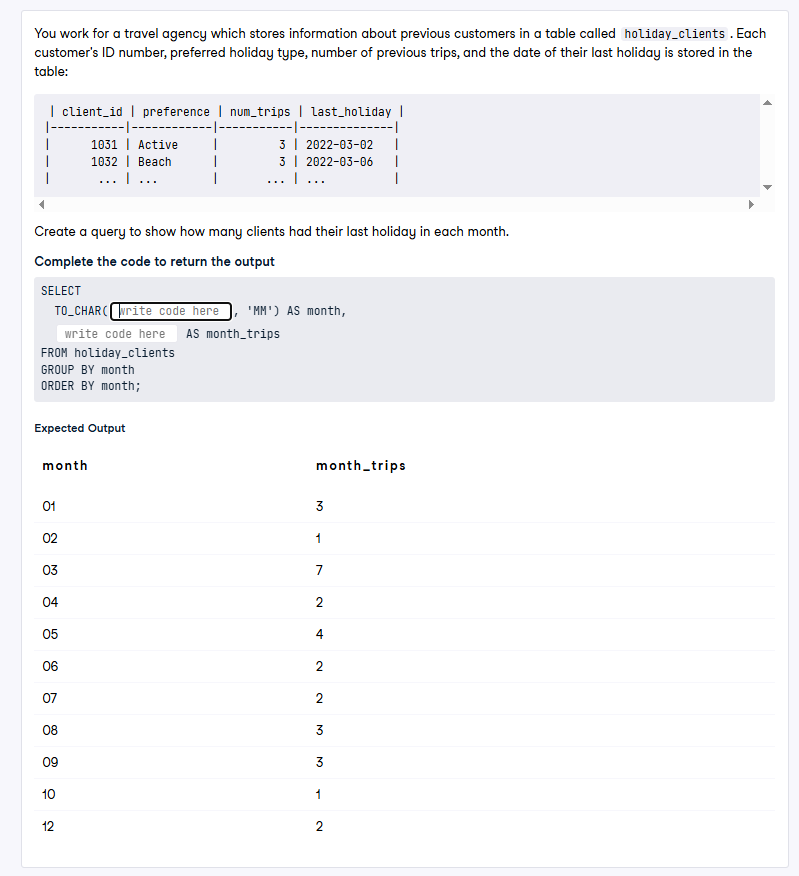 You work for a travel agency which stores information about previous customers in a table called holiday_clients . Each
customer's ID number, preferred holiday type, number of previous trips, and the date of their last holiday is stored in the
table:
| client_id | preference | num_trips | last_holiday |
|-----------|------------|-----------|--------------|
| 1031 | Active | 3 | 2022-03-02 |
| 1032 | Beach | 3 | 2022-03-06 |
| ... | ... | ... | ... |
Create a query to show how many clients had their last holiday in each month.
Complete the code to return the output
SELECT
TO_CHAR( write code here , 'MM') AS month,
write code here AS month_trips
FROM holiday_clients
GROUP BY month
ORDER BY month;
Expected Output
month month_trips
01 3
02 1
03 7
04 2
05 4
06 2
07 2
08 3
09 3
10 1
12 2